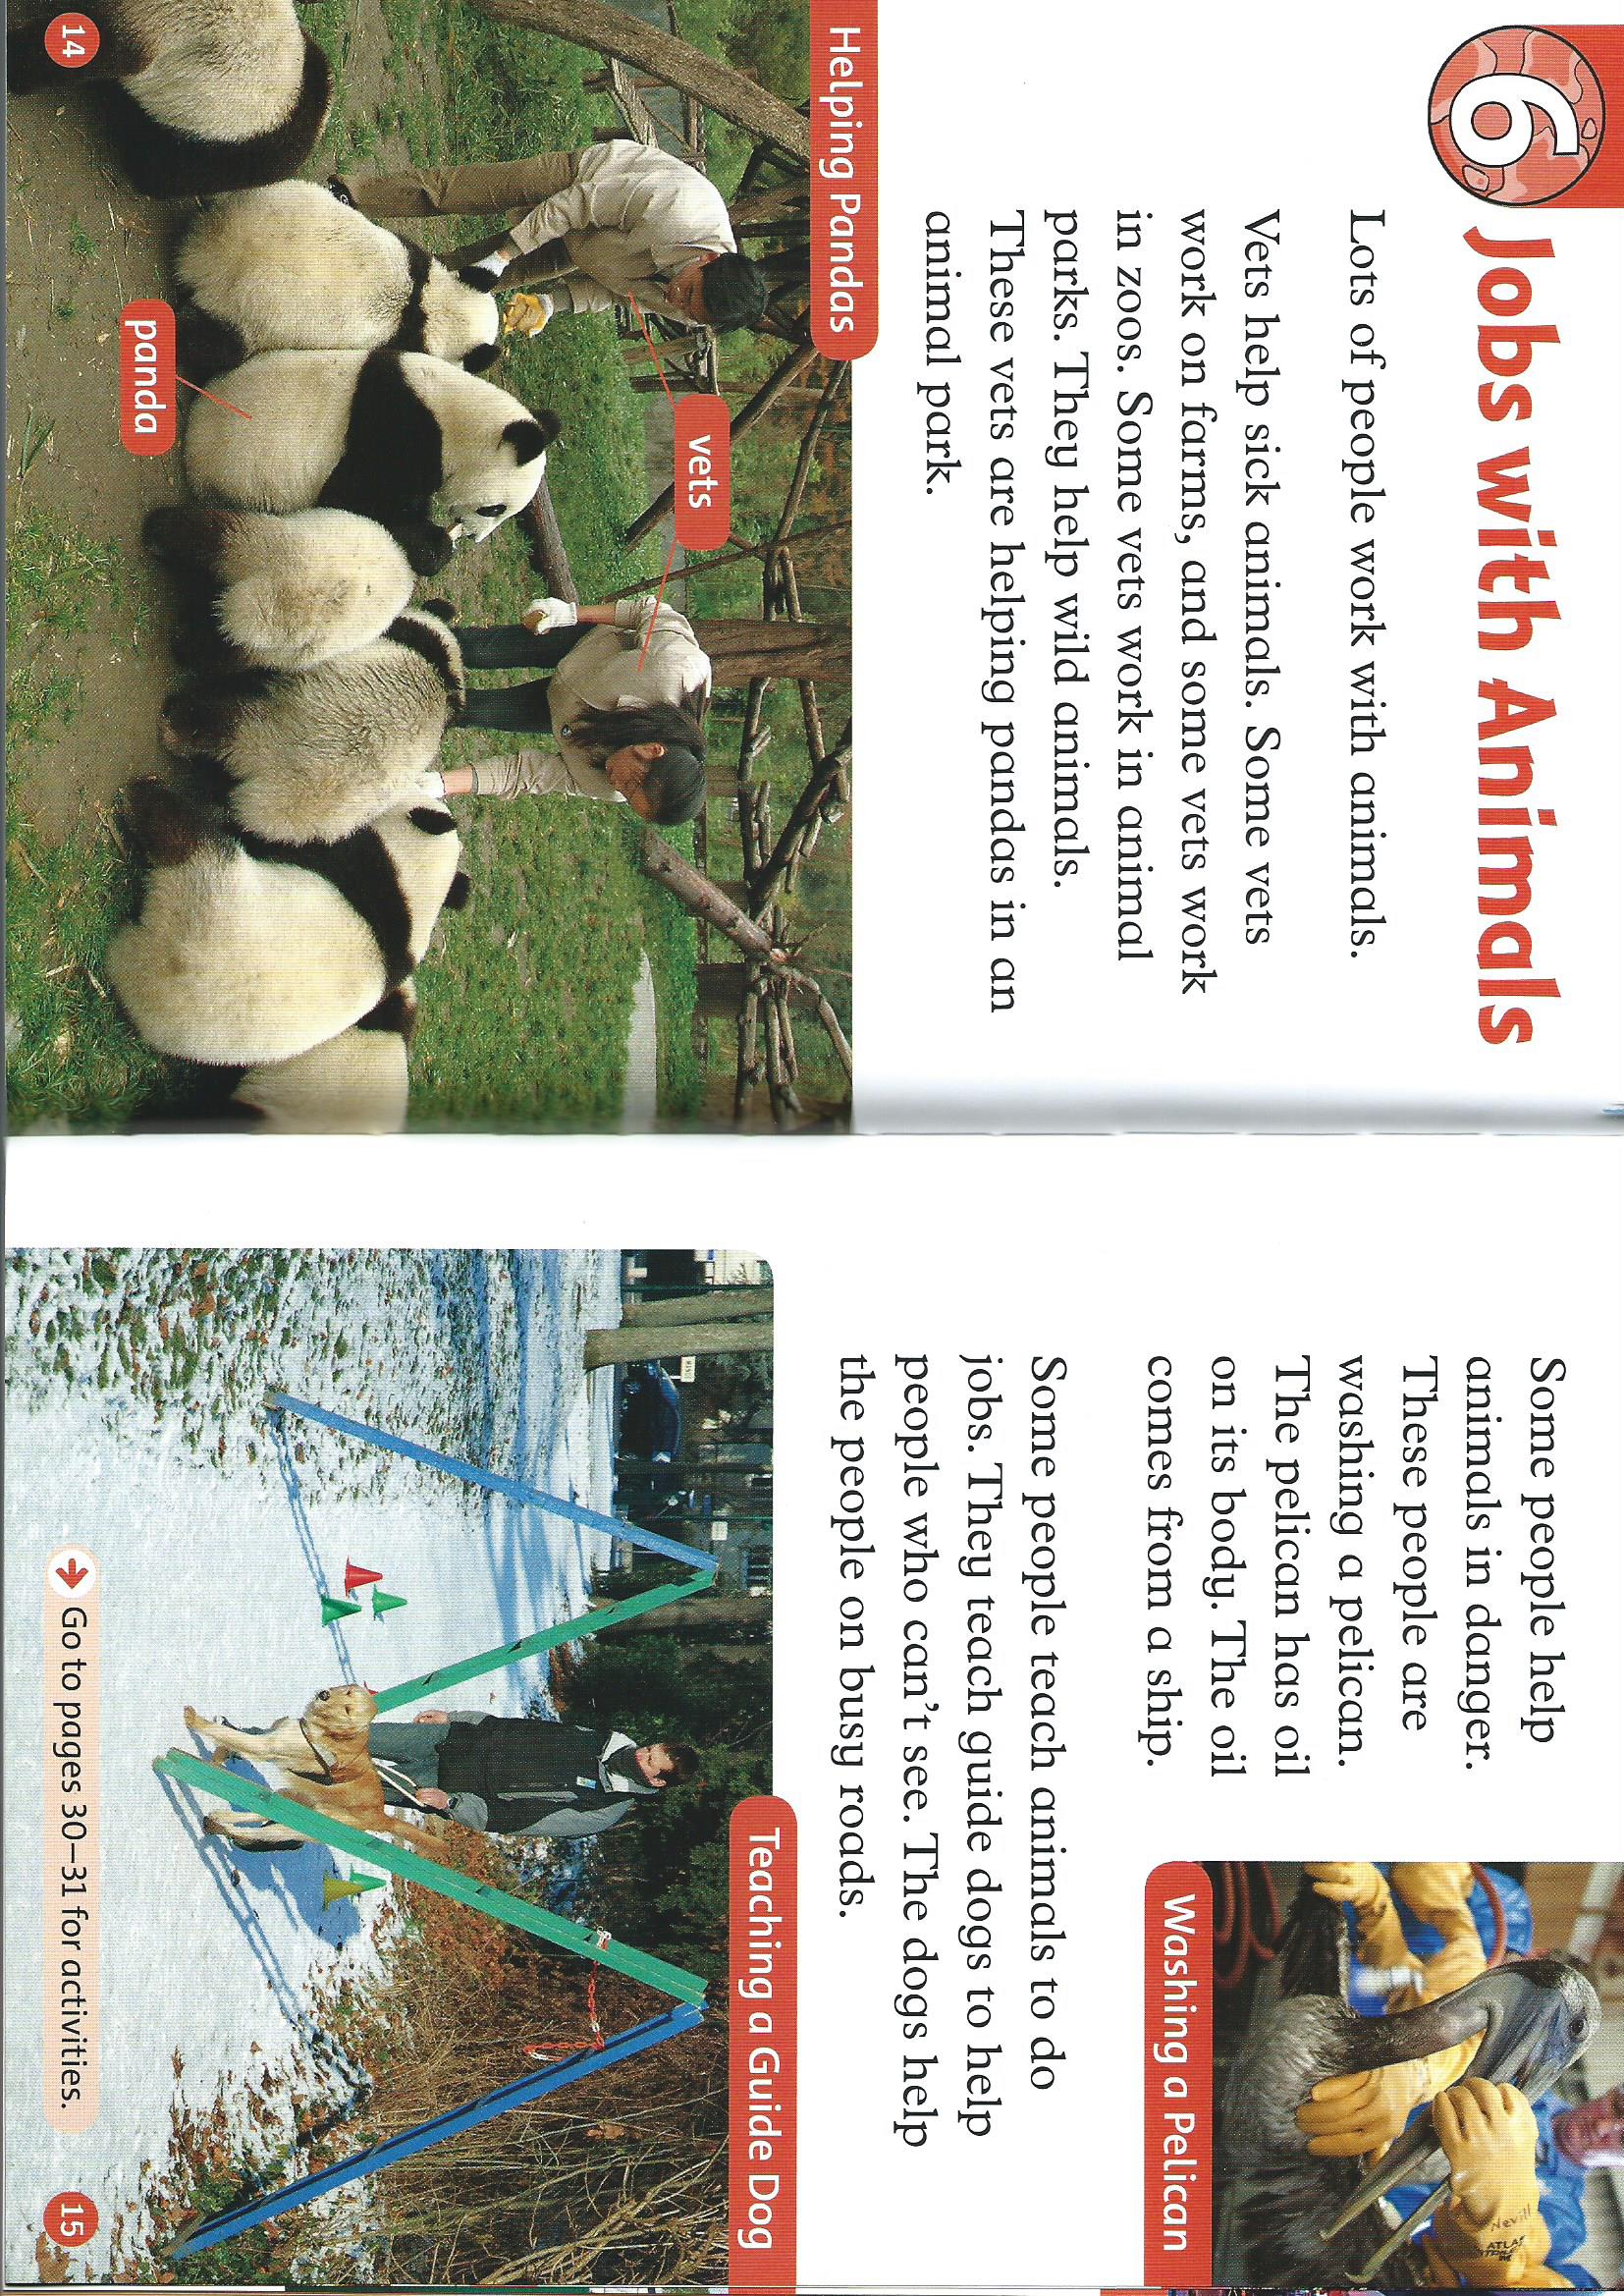 6 Jobs with Animals
Lots of people work with animals.
Vets help sick animals. Some vets
work on farms, and some vets work
in zoos. Some vets work in animal
parks. They help wild animals.
These vets are helping pandas in an
animal park.
Helping Pandas
vets
panda
14
Some people help
animals in danger.
These people are
washing a pelican.
The pelican has oil
on its body. The oil
comes from a ship.
Nevill
ATLAS
Washing a Pelican
Some people teach animals to do
jobs. They teach guide dogs to help
people who can't see. The dogs help
the people on busy roads.
Teaching a Guide Dog
Go to pages 30–31 for activities.
15